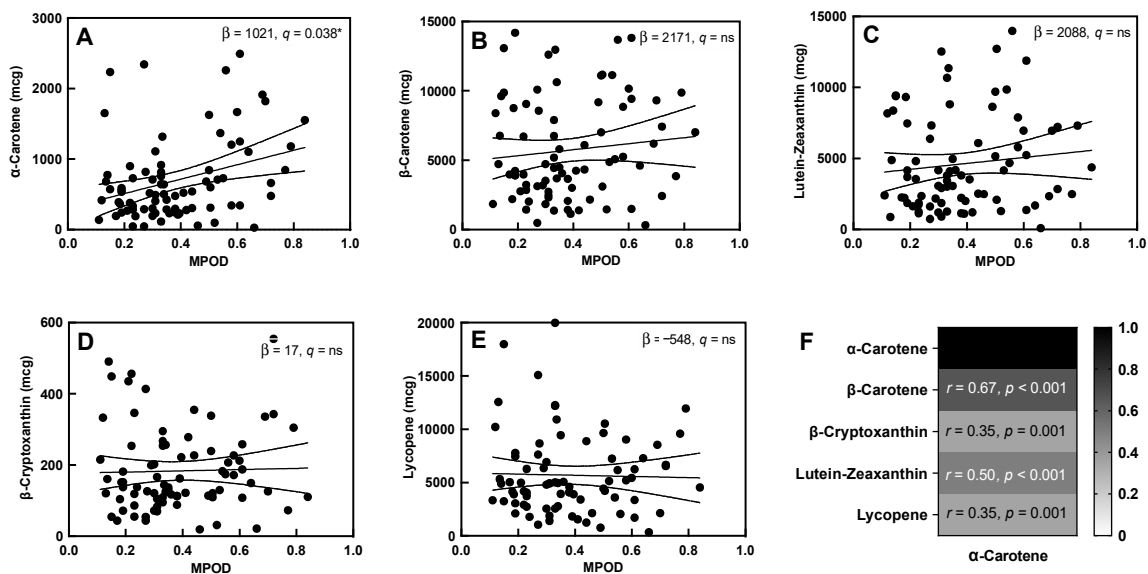 A
β = 1021, q = 0.038*
α-Carotene (mcg)
3000
2000
1000
0
0.0 0.2 0.4 0.6 0.8 1.0
MPOD
B
β = 2171, q = ns
β-Carotene (mcg)
15000
10000
5000
0
0.0 0.2 0.4 0.6 0.8 1.0
MPOD
C
β = 2088, q = ns
Lutein-Zeaxanthin (mcg)
15000
10000
5000
0
0.0 0.2 0.4 0.6 0.8 1.0
MPOD
D
β = 17, q = ns
β-Cryptoxanthin (mcg)
600
400
200
0
0.0 0.2 0.4 0.6 0.8 1.0
MPOD
E
β = −548, q = ns
Lycopene (mcg)
20000
15000
10000
5000
0
0.0 0.2 0.4 0.6 0.8 1.0
MPOD
F
α-Carotene
β-Carotene r = 0.67, p < 0.001
β-Cryptoxanthin r = 0.35, p = 0.001
Lutein-Zeaxanthin r = 0.50, p < 0.001
Lycopene r = 0.35, p = 0.001
α-Carotene
1.0
0.8
0.6
0.4
0.2
0